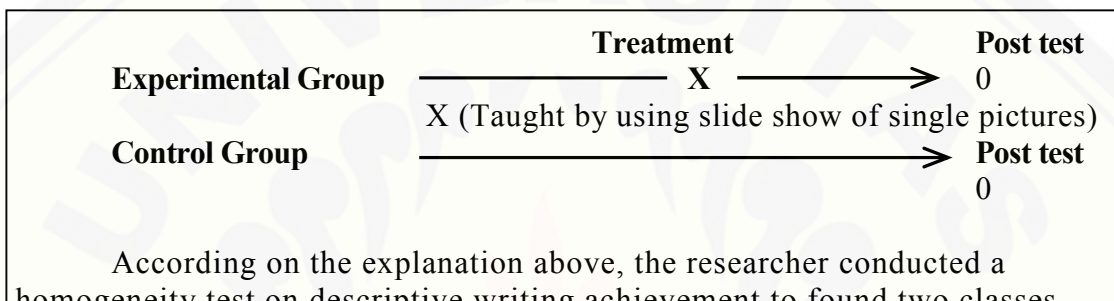 Treatment Post test
Experimental Group X 0
X (Taught by using slide show of single pictures)
Control Group Post test
0
According on the explanation above, the researcher conducted a
homogeneity test on descriptive writing achievement to found two classes